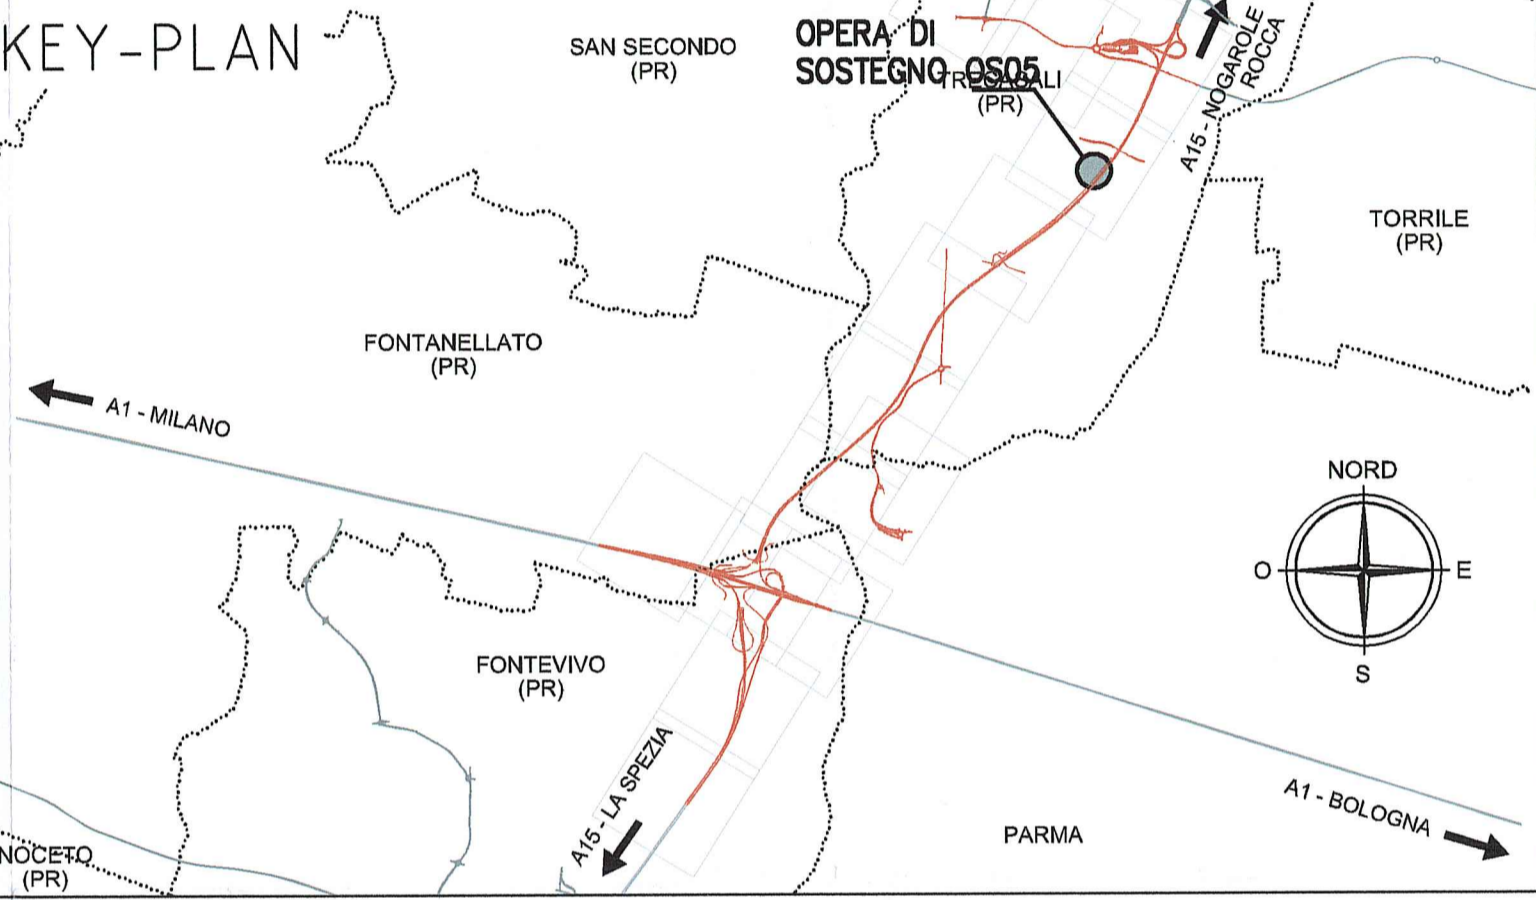 KEY-PLAN
SAN SECONDO
(PR)
OPERA DI
SOSTEGNO OS05
TRECASALI
(PR)
A15 - NOGAROLE
ROCCA
TORRILE
(PR)
FONTANELLATO
(PR)
A1 - MILANO
NORD
O
E
S
FONTEVIVO
(PR)
A15 - LA SPEZIA
A1 - BOLOGNA
PARMA
NOCETO
(PR)